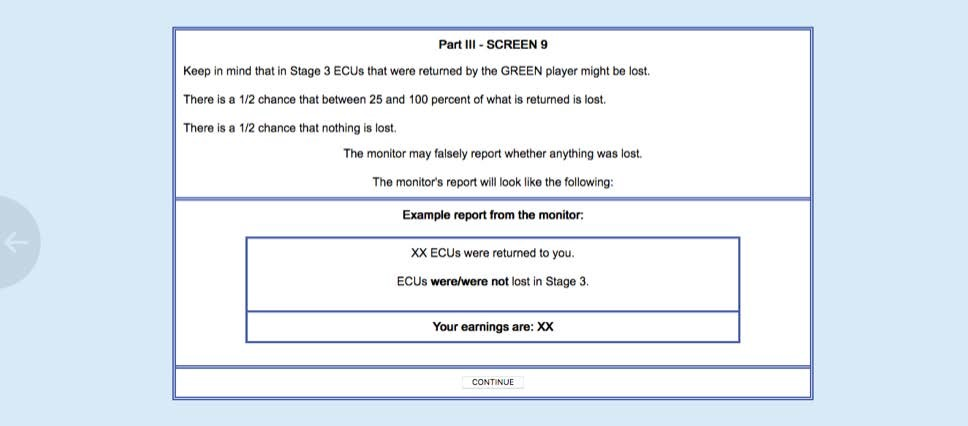 Part III - SCREEN 9
Keep in mind that in Stage 3 ECUs that were returned by the GREEN player might be lost.
There is a 1/2 chance that between 25 and 100 percent of what is returned is lost.
There is a 1/2 chance that nothing is lost.
The monitor may falsely report whether anything was lost.
The monitor's report will look like the following:
Example report from the monitor:
XX ECUs were returned to you.
ECUs were/were not lost in Stage 3.
Your earnings are: XX
CONTINUE